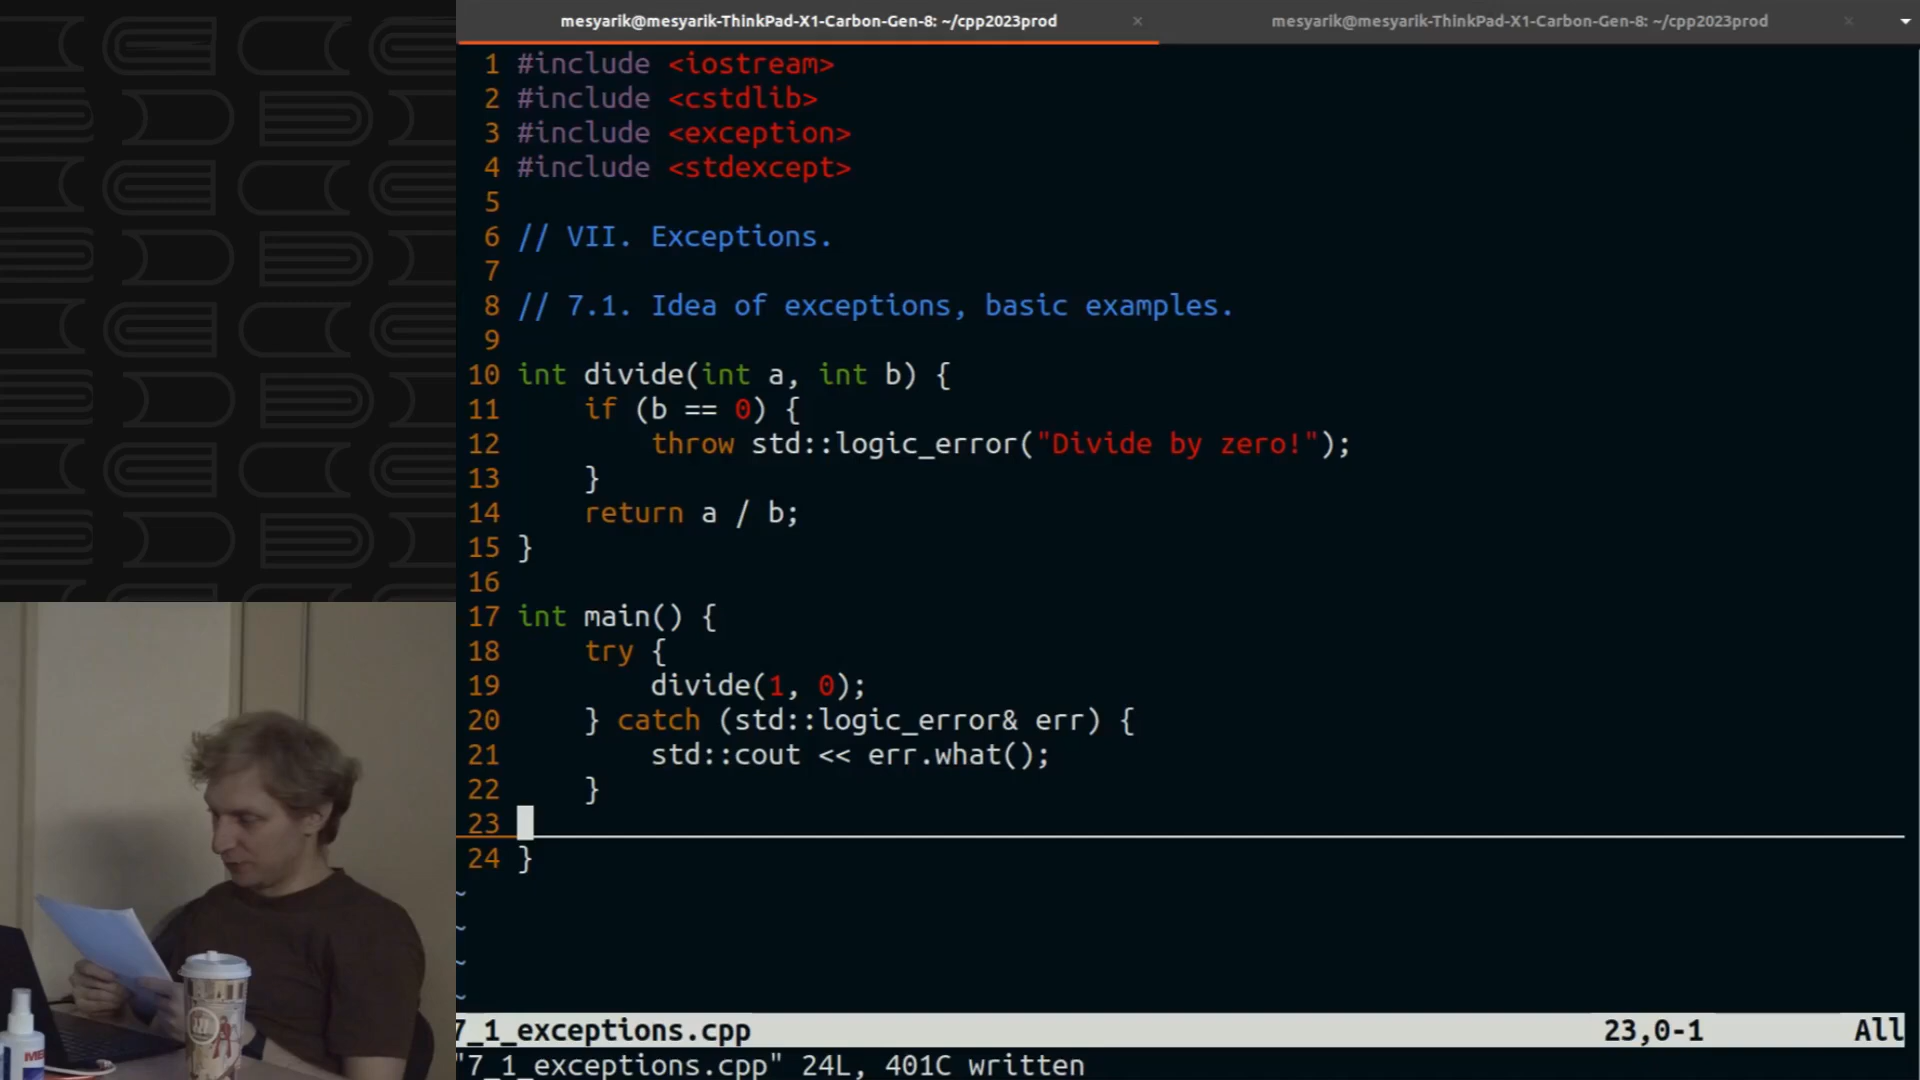 mesyarik@mesyarik-ThinkPad-X1-Carbon-Gen-8: ~/cpp2023prod × mesyarik@mesyarik-ThinkPad-X1-Carbon-Gen-8: ~/cpp2023prod ×
1 #include <iostream>
2 #include <cstdlib>
3 #include <exception>
4 #include <stdexcept>
5
6 // VII. Exceptions.
7
8 // 7.1. Idea of exceptions, basic examples.
9
10 int divide(int a, int b) {
11     if (b == 0) {
12         throw std::logic_error("Divide by zero!");
13     }
14     return a / b;
15 }
16
17 int main() {
18     try {
19         divide(1, 0);
20     } catch (std::logic_error& err) {
21         std::cout << err.what();
22     }
23
24 }
~
~
~
~
7_1_exceptions.cpp 23,0-1 All
"7_1_exceptions.cpp" 24L, 401C written